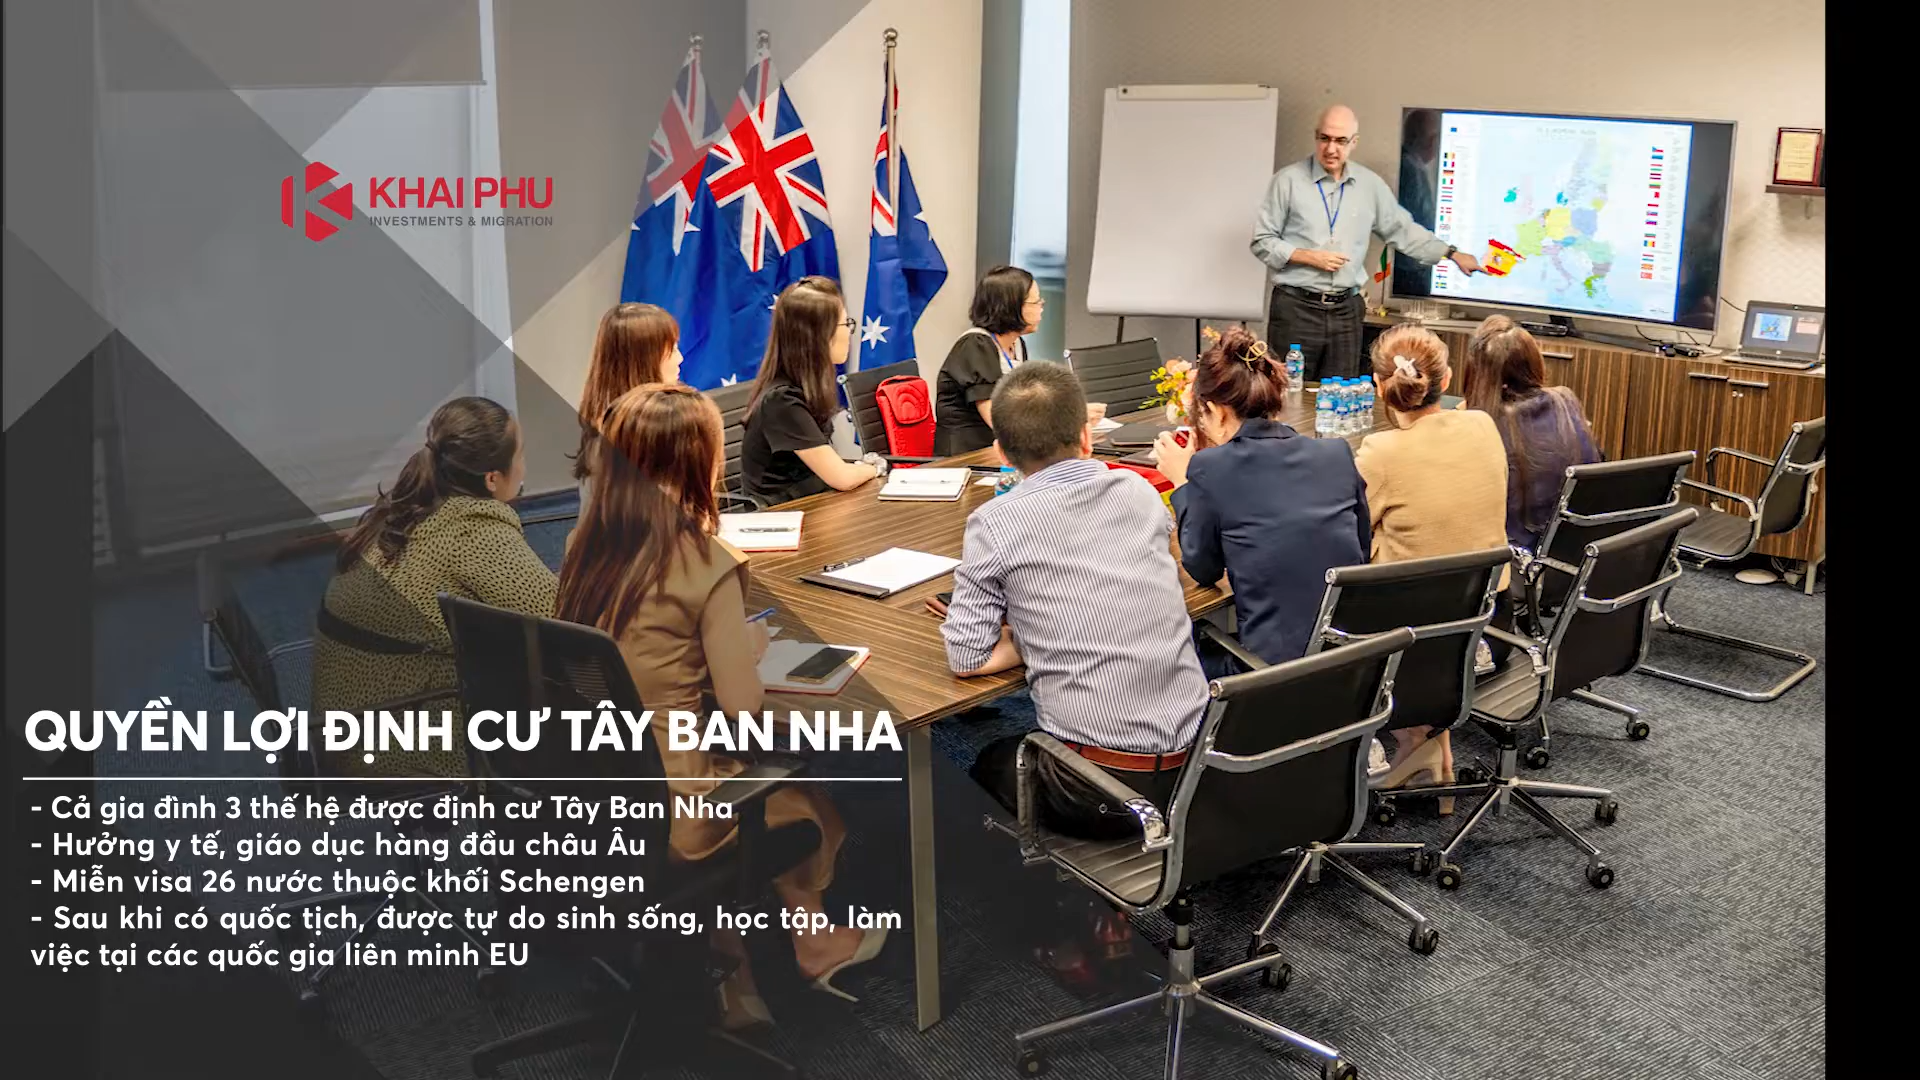 KHAI PHU
INVESTMENTS & MIGRATION
QUYỀN LỢI ĐỊNH CƯ TÂY BAN NHA
- Cả gia đình 3 thế hệ được định cư Tây Ban Nha
- Hưởng y tế, giáo dục hàng đầu châu Âu
- Miễn visa 26 nước thuộc khối Schengen
- Sau khi có quốc tịch, được tự do sinh sống, học tập, làm
việc tại các quốc gia liên minh EU